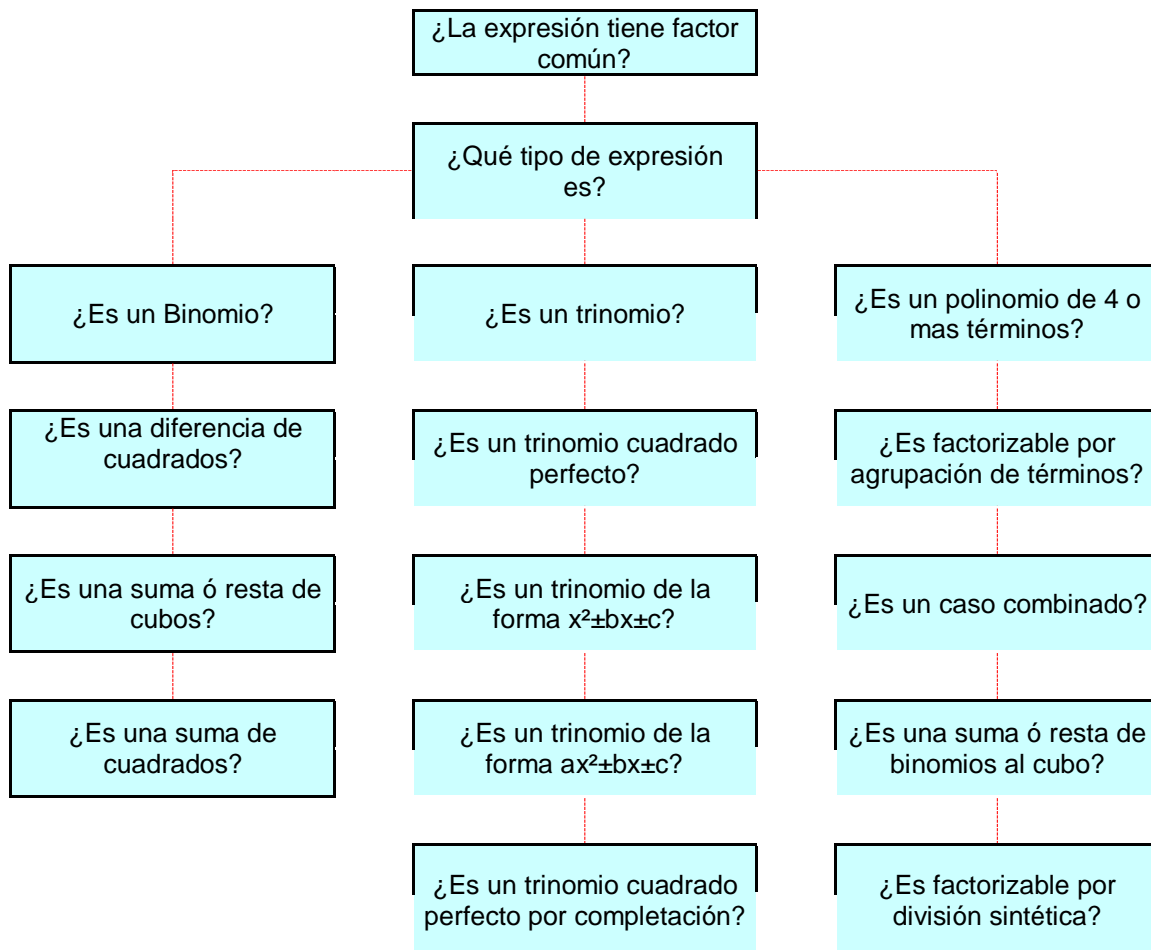 ¿La expresión tiene factor
común?
¿Qué tipo de expresión
es?
¿Es un Binomio?
¿Es una diferencia de
cuadrados?
¿Es una suma ó resta de
cubos?
¿Es una suma de
cuadrados?
¿Es un trinomio?
¿Es un trinomio cuadrado
perfecto?
¿Es un trinomio de la
forma x²±bx±c?
¿Es un trinomio de la
forma ax²±bx±c?
¿Es un trinomio cuadrado
perfecto por completación?
¿Es un polinomio de 4 o
mas términos?
¿Es factorizable por
agrupación de términos?
¿Es un caso combinado?
¿Es una suma ó resta de
binomios al cubo?
¿Es factorizable por
división sintética?